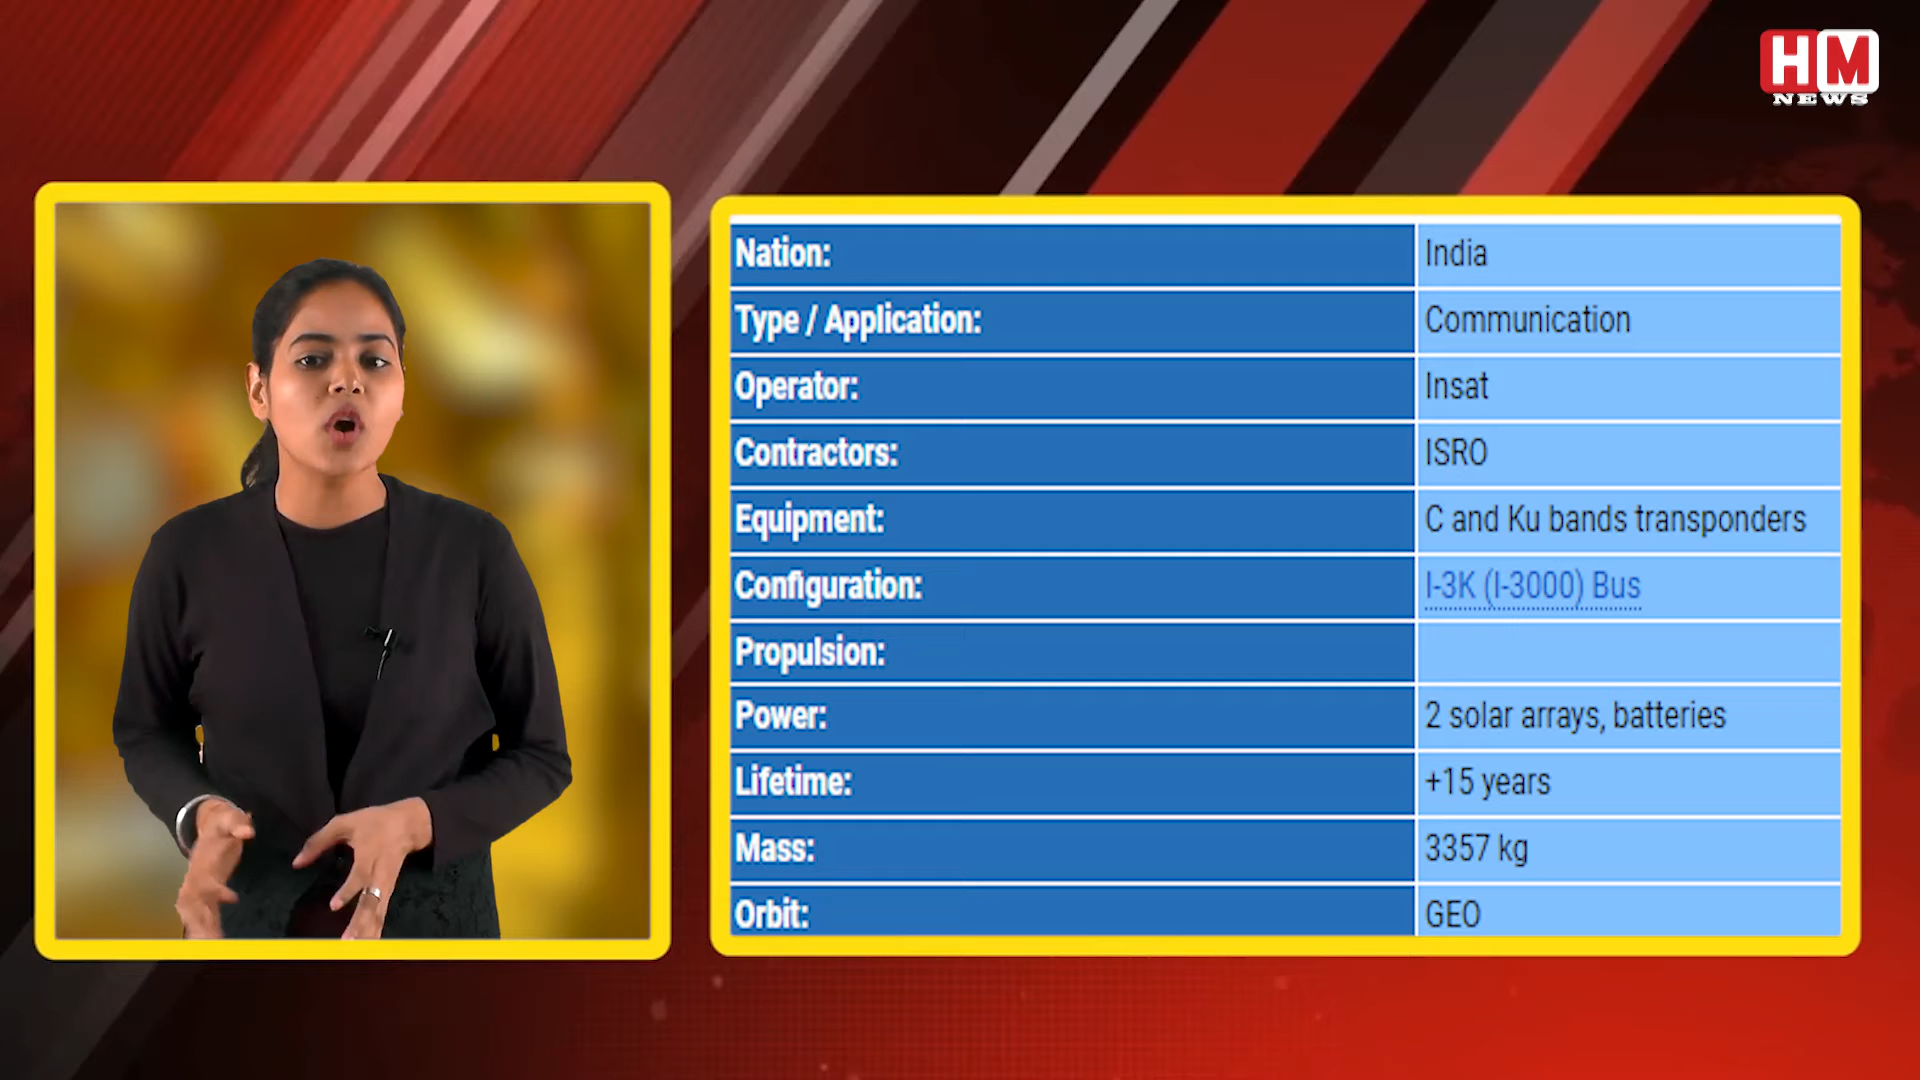 HM
NEWS
Nation: India
Type / Application: Communication
Operator: Insat
Contractors: ISRO
Equipment: C and Ku bands transponders
Configuration: I-3K (I-3000) Bus
Propulsion:
Power: 2 solar arrays, batteries
Lifetime: +15 years
Mass: 3357 kg
Orbit: GEO